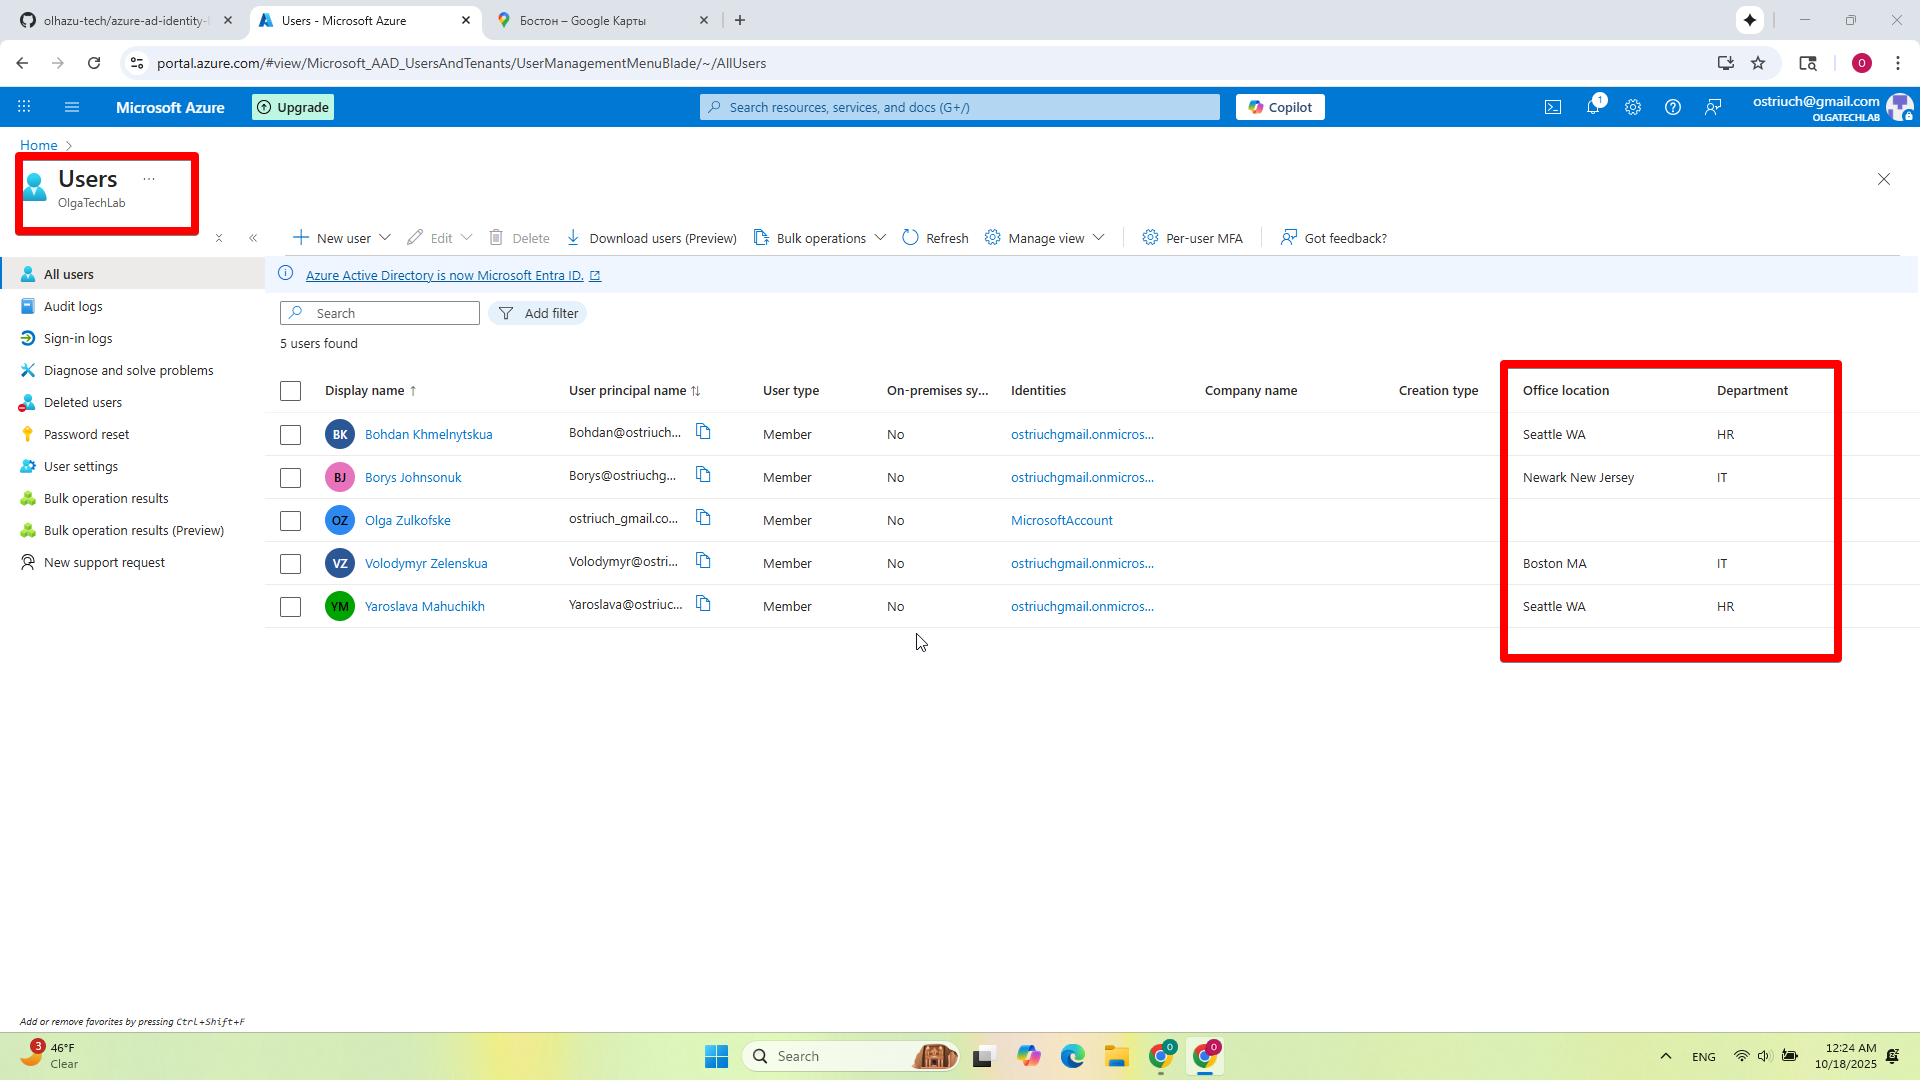 olhazu-tech/azure-ad-identity-
Users - Microsoft Azure
Бостон – Google Карты
portal.azure.com/#view/Microsoft_AAD_UsersAndTenants/UserManagementMenuBlade/~/AllUsers
O
Microsoft Azure
Upgrade
Search resources, services, and docs (G+/)
Copilot
1
ostriuch@gmail.com
OLGATECHLAB
Home
Users
...
OlgaTechLab
New user
Edit
Delete
Download users (Preview)
Bulk operations
Refresh
Manage view
Per-user MFA
Got feedback?
All users
Audit logs
Sign-in logs
Diagnose and solve problems
Deleted users
Password reset
User settings
Bulk operation results
Bulk operation results (Preview)
New support request
Azure Active Directory is now Microsoft Entra ID.
Search
Add filter
5 users found
Display name ↑ User principal name ↑↓ User type On-premises sy... Identities Company name Creation type Office location Department
BK Bohdan Khmelnytskua Bohdan@ostriuch... Member No ostriuchgmail.onmicros... Seattle WA HR
BJ Borys Johnsonuk Borys@ostriuchg... Member No ostriuchgmail.onmicros... Newark New Jersey IT
OZ Olga Zulkofske ostriuch_gmail.co... Member No MicrosoftAccount
VZ Volodymyr Zelenskua Volodymyr@ostri... Member No ostriuchgmail.onmicros... Boston MA IT
YM Yaroslava Mahuchikh Yaroslava@ostriuc... Member No ostriuchgmail.onmicros... Seattle WA HR
Add or remove favorites by pressing Ctrl+Shift+F
3
46°F
Clear
Search
O
O
ENG
12:24 AM
10/18/2025